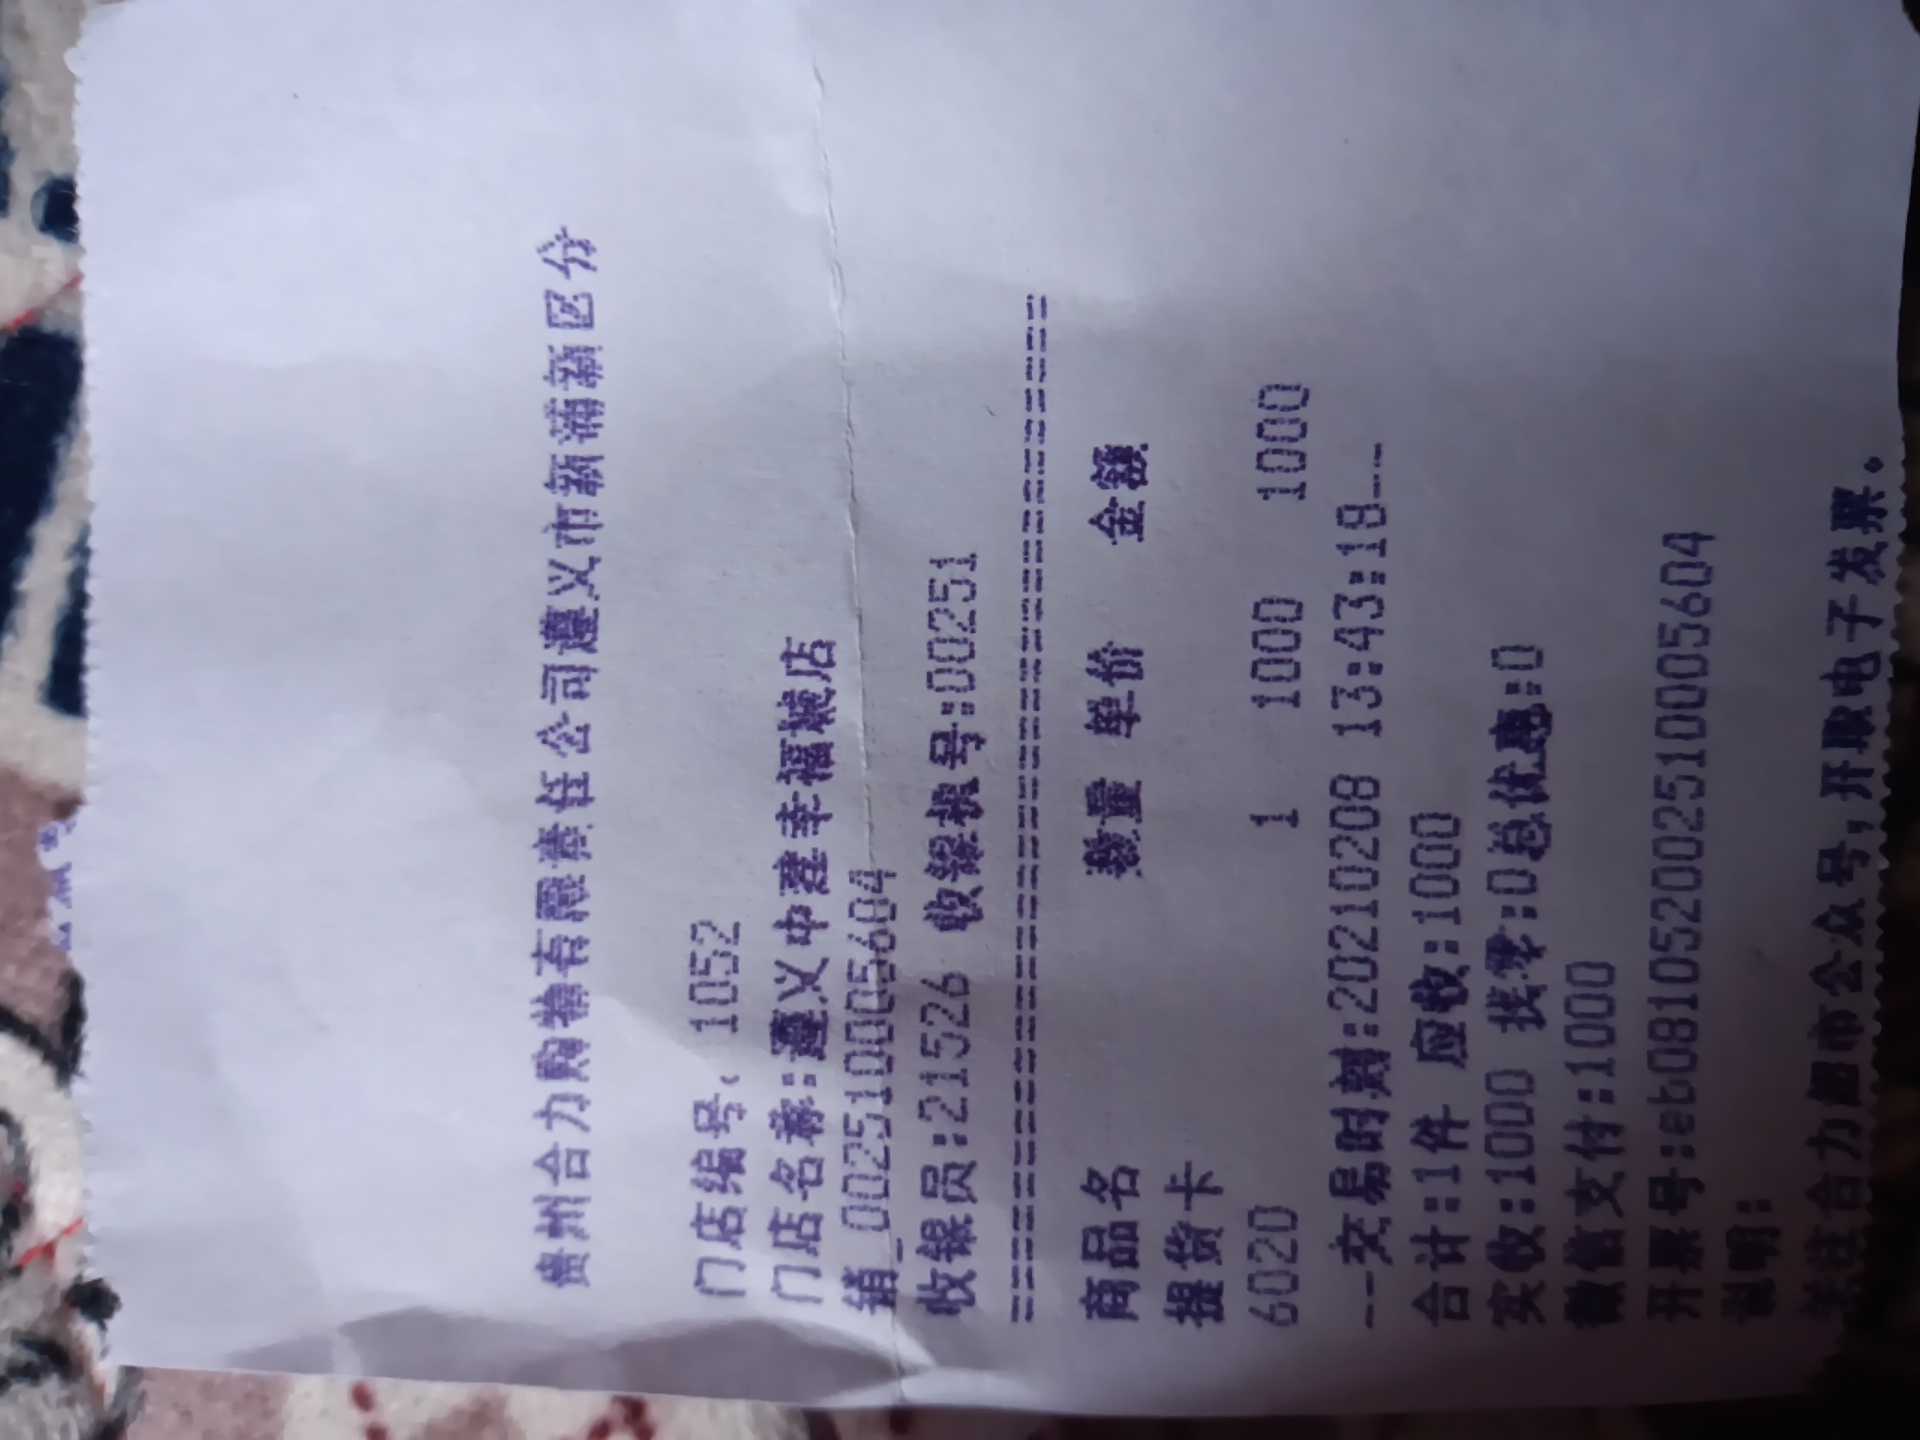 贵州合力购物有限责任公司遵义市新蒲新区分
门店编号: 1052
门店名称:遵义中建幸福城店
销_0025110005604
收银员:21526 收银机号:00251
========================================
商品名 数量 单价 金额
提货卡
6020 1 1000 1000
---交易时刻:20210208 13:43:18---
合计:1件 应收:1000
实收:1000 找零:0总优惠:0
微信支付:1000
开票号:eb0810520025110005604
说明:
关注合力超市公众号,开取电子发票。